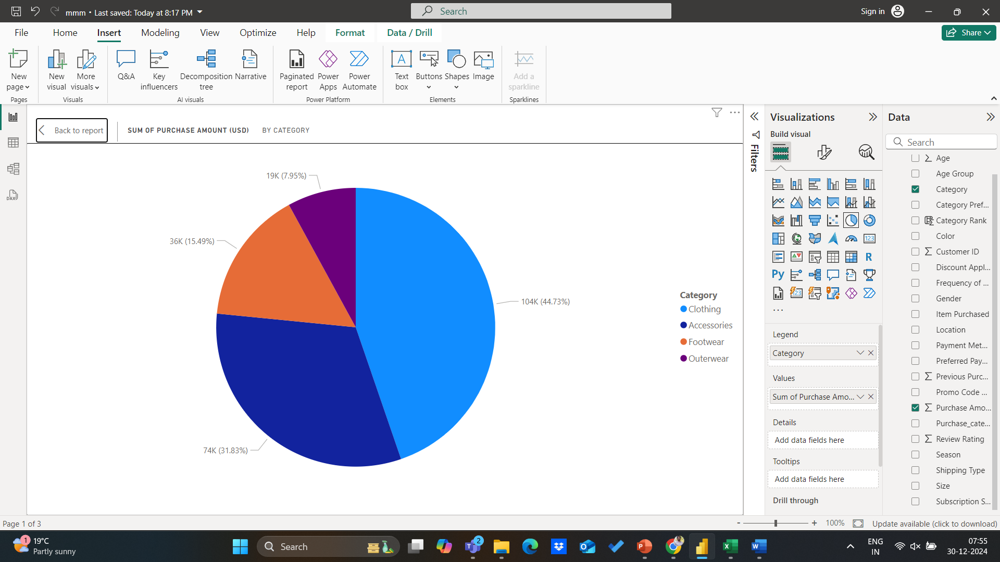 mmm • Last saved: Today at 8:17 PM
Search
Sign in
File Home Insert Modeling View Optimize Help Format Data / Drill
Share
New page
New visual
More visuals
Q&A
Key influencers
Decomposition tree
Narrative
Paginated report
Power Apps
Power Automate
Text box
Buttons
Shapes
Image
Add a sparkline
Pages
Visuals
AI visuals
Power Platform
Elements
Sparklines
Back to report
SUM OF PURCHASE AMOUNT (USD) BY CATEGORY
19K (7.95%)
36K (15.49%)
104K (44.73%)
74K (31.83%)
Category
Clothing
Accessories
Footwear
Outerwear
Filters
Visualizations
Build visual
123
R
Py
123
...
Legend
Category
Values
Sum of Purchase Amo...
Details
Add data fields here
Tooltips
Add data fields here
Drill through
Data
Search
Age
Age Group
Category
Category Pref...
Category Rank
Color
Customer ID
Discount Appl...
Frequency of ...
Gender
Item Purchased
Location
Payment Met...
Preferred Pay...
Previous Purc...
Promo Code ...
Purchase Amo...
Purchase_cate...
Review Rating
Season
Shipping Type
Size
Subscription S...
DAX
Page 1 of 3
- + 100%
Update available (click to download)
1
19°C
Partly sunny
Search
2
ENG
IN
07:55
30-12-2024